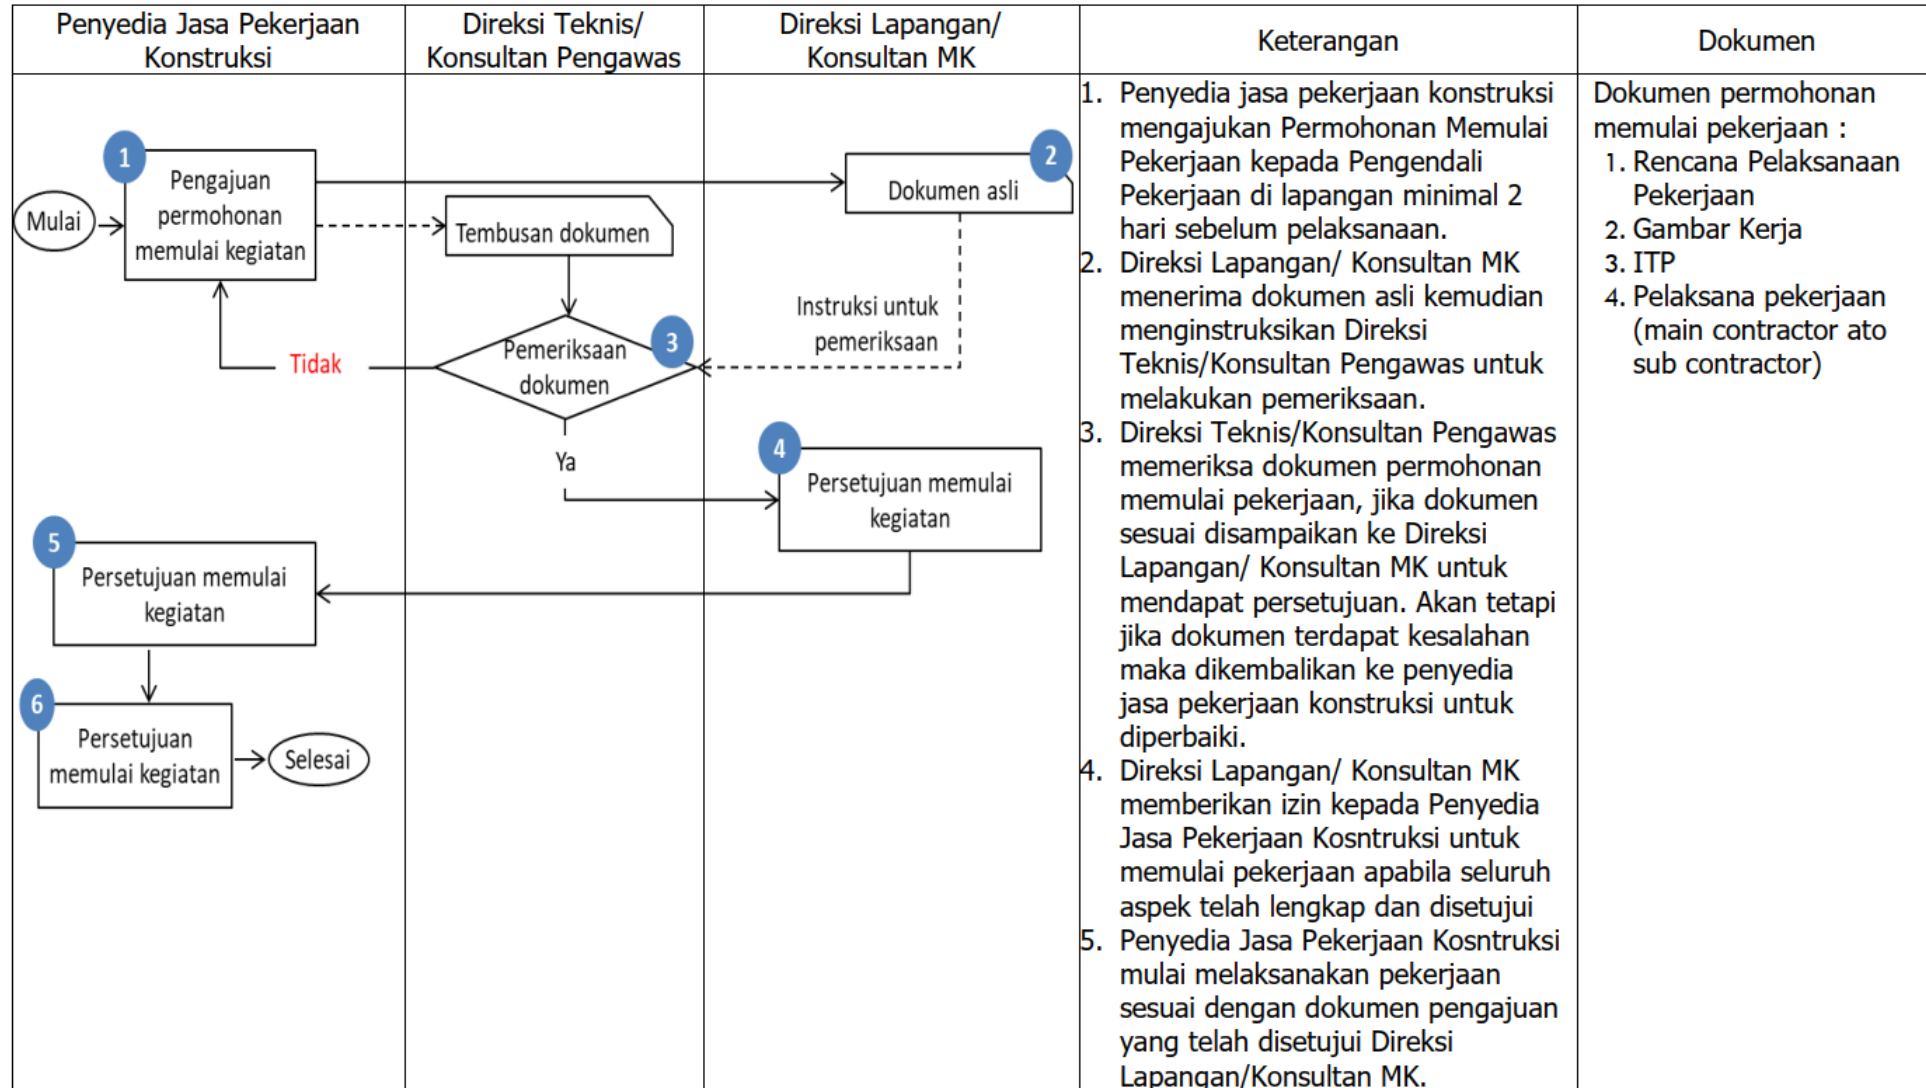 Penyedia Jasa Pekerjaan
Konstruksi
Direksi Teknis/
Konsultan Pengawas
Direksi Lapangan/
Konsultan MK
Keterangan
Dokumen
Mulai
1
Pengajuan
permohonan
memulai kegiatan
Tembusan dokumen
2
Dokumen asli
Instruksi untuk
pemeriksaan
3
Pemeriksaan
dokumen
Tidak
Ya
4
Persetujuan memulai
kegiatan
5
Persetujuan memulai
kegiatan
6
Persetujuan
memulai kegiatan
Selesai
1. Penyedia jasa pekerjaan konstruksi
mengajukan Permohonan Memulai
Pekerjaan kepada Pengendali
Pekerjaan di lapangan minimal 2
hari sebelum pelaksanaan.
2. Direksi Lapangan/ Konsultan MK
menerima dokumen asli kemudian
menginstruksikan Direksi
Teknis/Konsultan Pengawas untuk
melakukan pemeriksaan.
3. Direksi Teknis/Konsultan Pengawas
memeriksa dokumen permohonan
memulai pekerjaan, jika dokumen
sesuai disampaikan ke Direksi
Lapangan/ Konsultan MK untuk
mendapat persetujuan. Akan tetapi
jika dokumen terdapat kesalahan
maka dikembalikan ke penyedia
jasa pekerjaan konstruksi untuk
diperbaiki.
4. Direksi Lapangan/ Konsultan MK
memberikan izin kepada Penyedia
Jasa Pekerjaan Kosntruksi untuk
memulai pekerjaan apabila seluruh
aspek telah lengkap dan disetujui
5. Penyedia Jasa Pekerjaan Kosntruksi
mulai melaksanakan pekerjaan
sesuai dengan dokumen pengajuan
yang telah disetujui Direksi
Lapangan/Konsultan MK.
Dokumen permohonan
memulai pekerjaan :
1. Rencana Pelaksanaan
Pekerjaan
2. Gambar Kerja
3. ITP
4. Pelaksana pekerjaan
(main contractor ato
sub contractor)